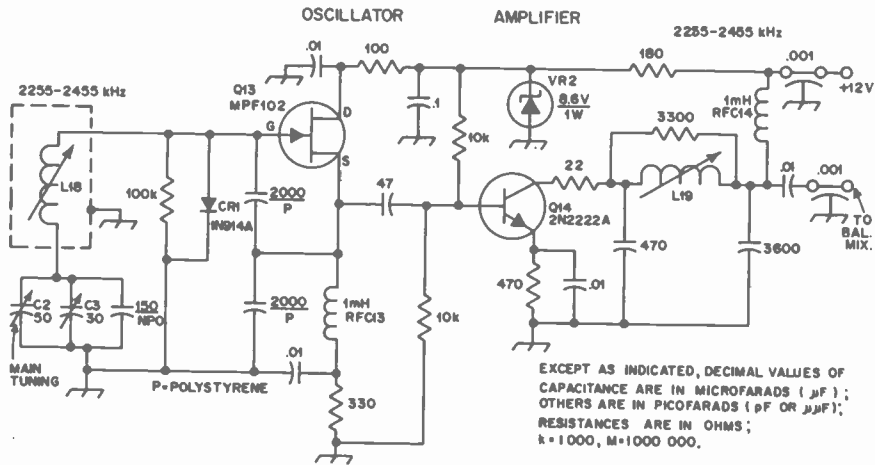 OSCILLATOR
AMPLIFIER
2255-2455 kHz
.01
100
180
.001
+12V
2255-2455 kHz
Q13
MPF102
D
G
S
.1
VR2
8.6V
1W
10k
1mH
RFC14
3300
L18
100k
CR1
1N914A
2000
P
47
22
L19
.01
.001
TO
BAL.
MIX.
Q14
2N2222A
470
3600
C2
50
C3
30
150
NPO
2000
P
1mH
RFC13
10k
470
.01
MAIN
TUNING
P=POLYSTYRENE
.01
330
EXCEPT AS INDICATED, DECIMAL VALUES OF
CAPACITANCE ARE IN MICROFARADS (µF);
OTHERS ARE IN PICOFARADS (pF OR µµF);
RESISTANCES ARE IN OHMS;
k=1000, M=1000 000.